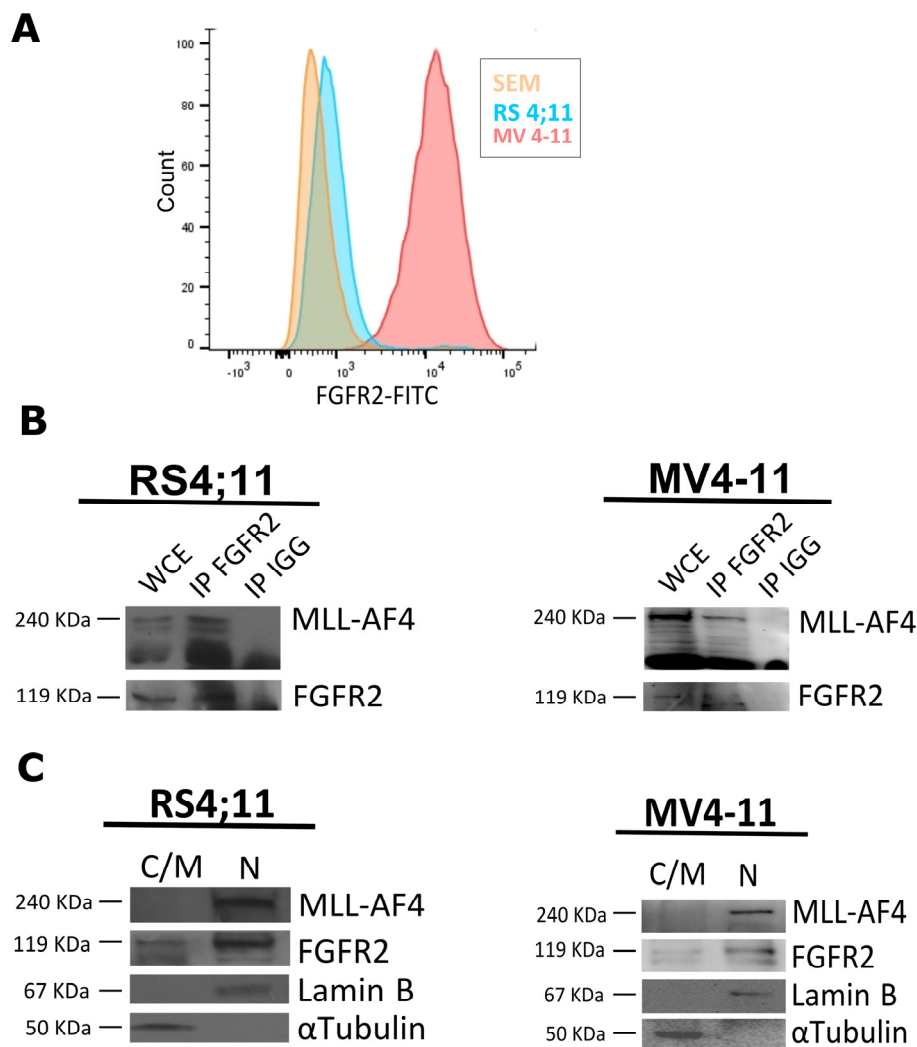 A
100
80
60
40
20
0
Count
-10³ 0 10³ 10⁴ 10⁵
FGFR2-FITC
SEM
RS 4;11
MV 4-11
B
RS4;11
WCE IP FGFR2 IP IGG
240 KDa MLL-AF4
119 KDa FGFR2
MV4-11
WCE IP FGFR2 IP IGG
240 KDa MLL-AF4
119 KDa FGFR2
C
RS4;11
C/M N
240 KDa MLL-AF4
119 KDa FGFR2
67 KDa Lamin B
50 KDa αTubulin
MV4-11
C/M N
240 KDa MLL-AF4
119 KDa FGFR2
67 KDa Lamin B
50 KDa αTubulin